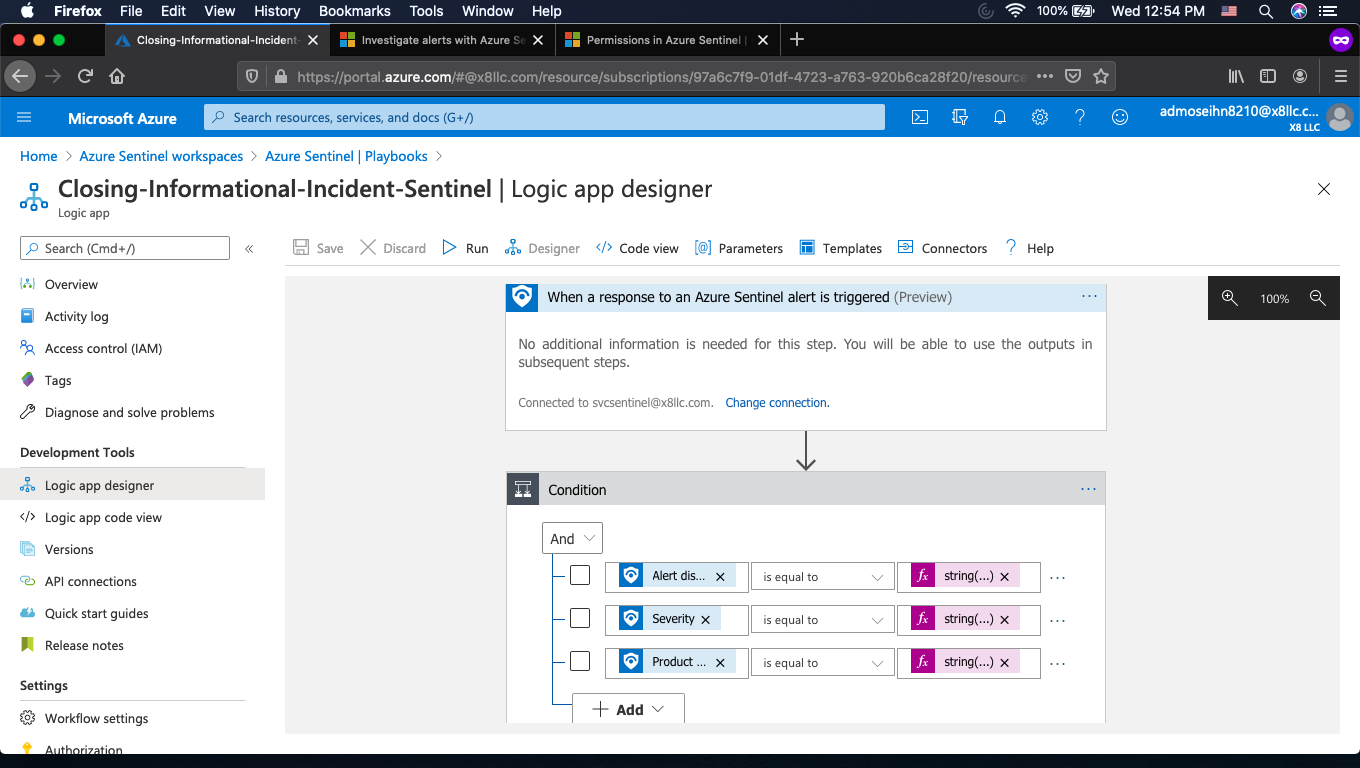 Firefox File Edit View History Bookmarks Tools Window Help 100% Wed 12:54 PM
Closing-Informational-Incident- Investigate alerts with Azure Se Permissions in Azure Sentinel |
https://portal.azure.com/#@x8llc.com/resource/subscriptions/97a6c7f9-01df-4723-a763-920b6ca28f20/resource
Microsoft Azure Search resources, services, and docs (G+/) admoseihn8210@x8llc.c...
X8 LLC
Home > Azure Sentinel workspaces > Azure Sentinel | Playbooks >
Closing-Informational-Incident-Sentinel | Logic app designer
Logic app
Search (Cmd+/) «
Save Discard Run Designer Code view Parameters Templates Connectors ? Help
Overview
Activity log
Access control (IAM)
Tags
Diagnose and solve problems
Development Tools
Logic app designer
Logic app code view
Versions
API connections
Quick start guides
Release notes
Settings
Workflow settings
Authorization
When a response to an Azure Sentinel alert is triggered (Preview) ...
100%
No additional information is needed for this step. You will be able to use the outputs in
subsequent steps.
Connected to svcsentinel@x8llc.com. Change connection.
Condition ...
And
Alert dis... × is equal to fx string(...) × ...
Severity × is equal to fx string(...) × ...
Product ... × is equal to fx string(...) × ...
+ Add